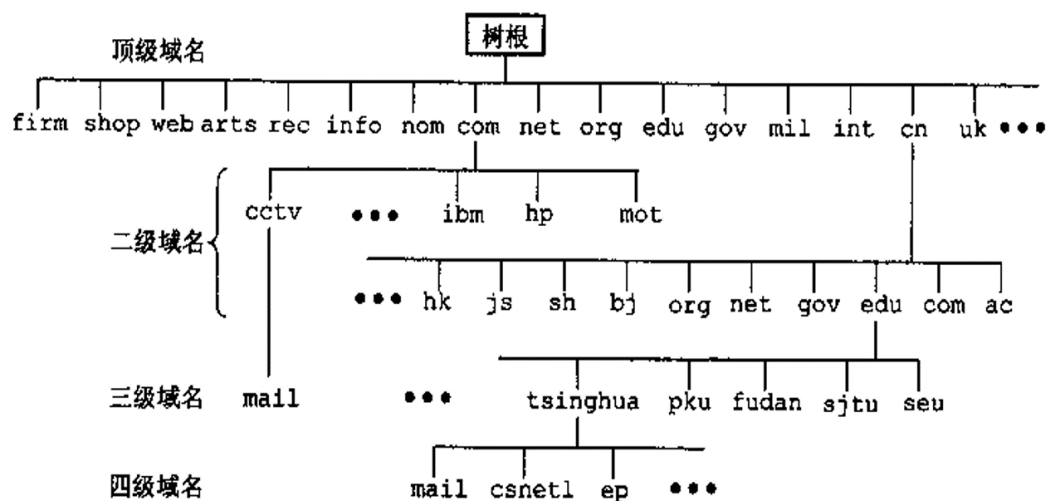 树根
顶级域名
firm shop web arts rec info nom com net org edu gov mil int cn uk •••
cctv ••• ibm hp mot
二级域名
••• hk js sh bj org net gov edu com ac
三级域名 mail ••• tsinghua pku fudan sjtu seu
四级域名 mail csnetl ep •••